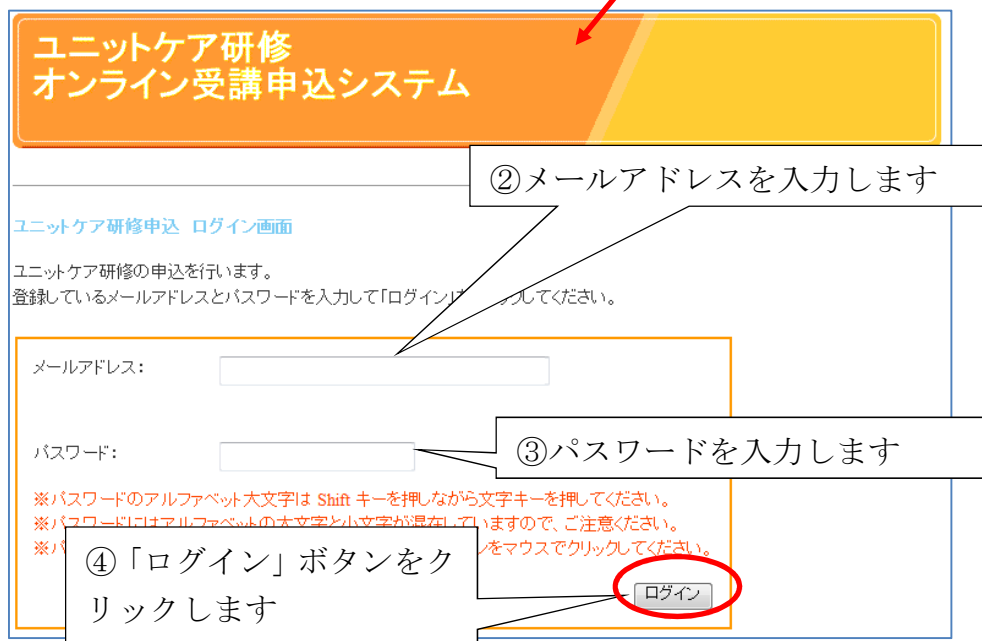 ユニットケア研修
オンライン受講申込システム
②メールアドレスを入力します
ユニットケア研修申込 ログイン画面
ユニットケア研修の申込を行います。
登録しているメールアドレスとパスワードを入力して「ログイン」 してください。
メールアドレス：
パスワード：
③パスワードを入力します
※パスワードのアルファベット大文字は Shift キーを押しながら文字キーを押してください。
※パスワードにはアルファベットの大文字と小文字が混在していますので、ご注意ください。
※ をマウスでクリックしてください。
④「ログイン」ボタンをク
リックします
ログイン